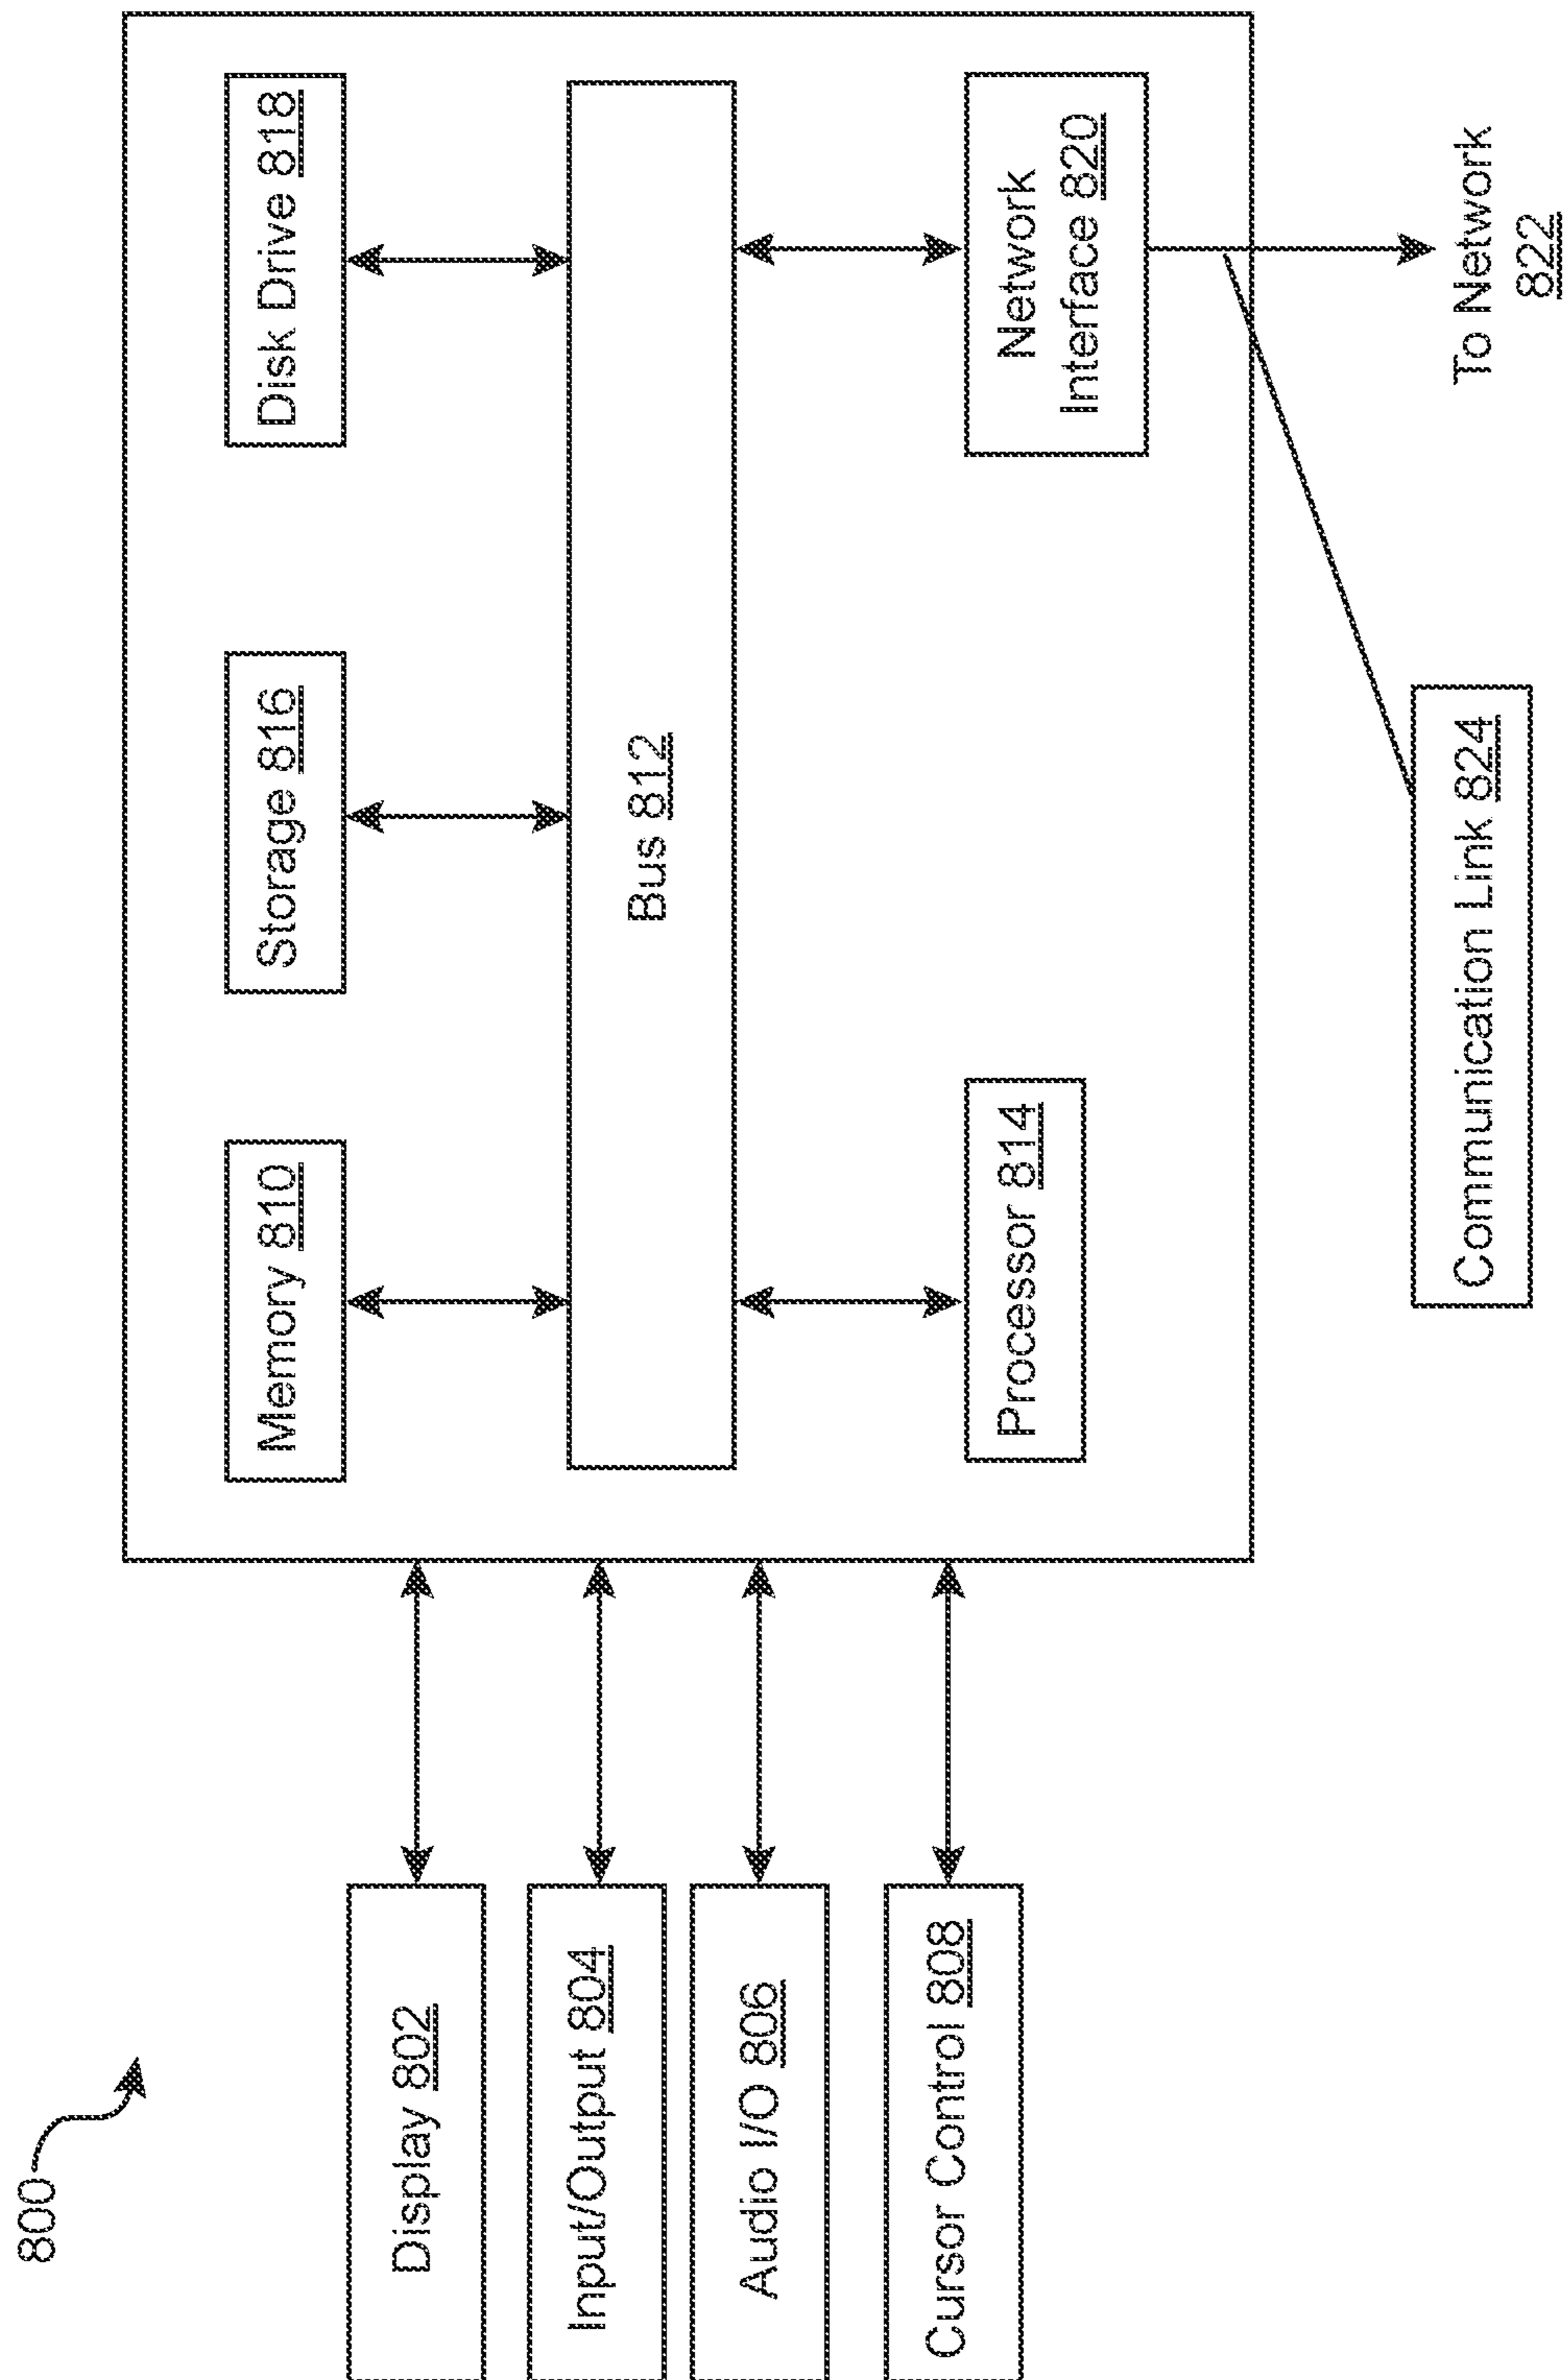 800
Display 802
Input/Output 804
Audio I/O 806
Cursor Control 808
Memory 810
Storage 816
Disk Drive 818
Bus 812
Processor 814
Network
Interface 820
Communication Link 824
To Network
822